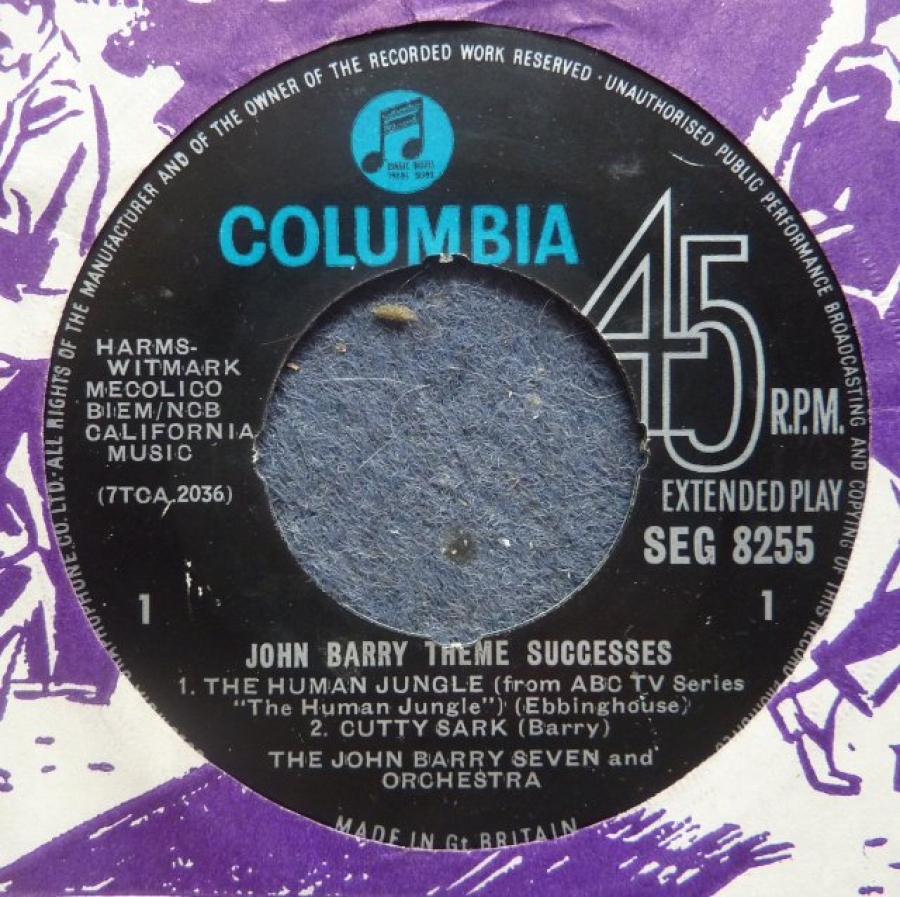 GRAPHOPHONE.CO.LTD. · ALL RIGHTS OF THE MANUFACTURER AND OF THE OWNER OF THE RECORDED WORK RESERVED · UNAUTHORISED PUBLIC PERFORMANCE BROADCASTING AND COPYING OF THIS RECORD
MAGIC NOTES
COLUMBIA
45
R.P.M.
EXTENDED PLAY
SEG 8255
HARMS-
WITMARK
MECOLICO
BIEM/NCB
CALIFORNIA
MUSIC
(7TCA.2036)
1
1
JOHN BARRY THEME SUCCESSES
1. THE HUMAN JUNGLE (from ABC TV Series
"The Human Jungle") (Ebbinghouse)
2. CUTTY SARK (Barry)
THE JOHN BARRY SEVEN and
ORCHESTRA
MADE IN Gt. BRITAIN